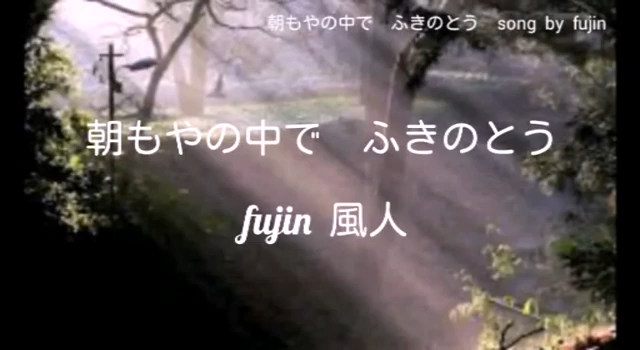 朝もやの中で　ふきのとう　song by fujin
朝もやの中で　ふきのとう
fujin 風人